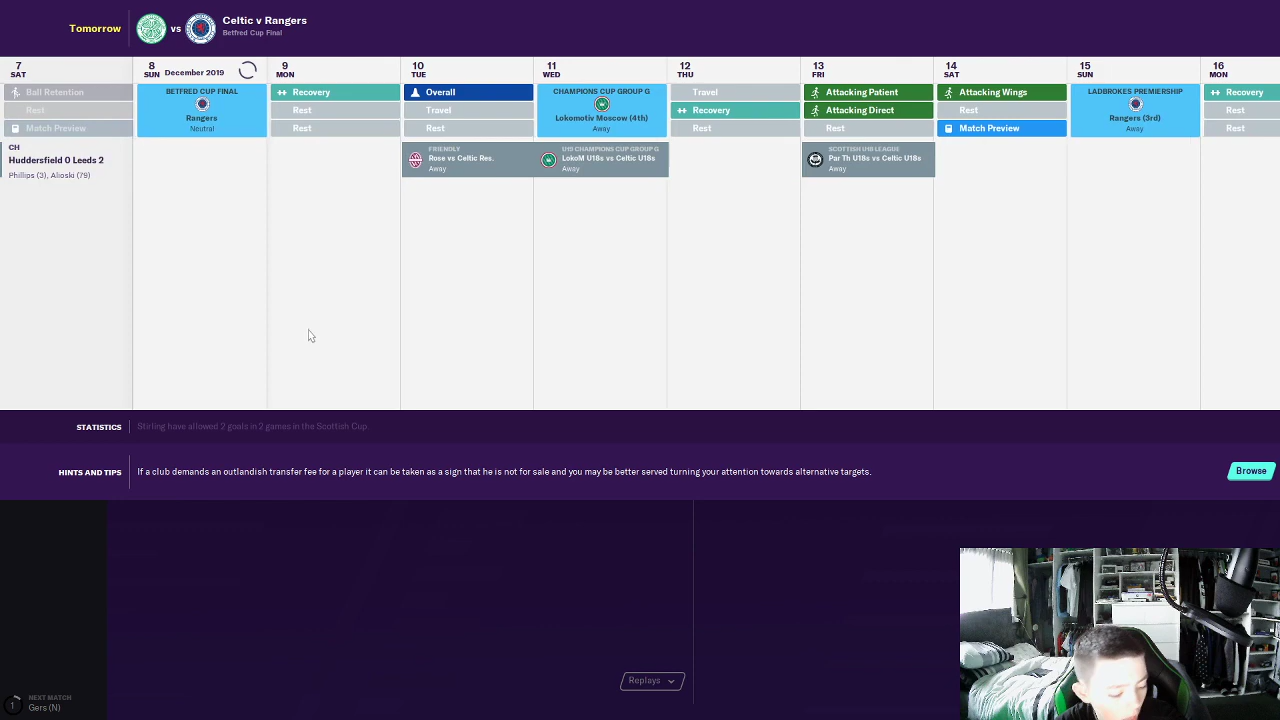 Tomorrow
vs
Celtic v Rangers
Betfred Cup Final
7
SAT
8
SUN
December 2019
9
MON
10
TUE
11
WED
12
THU
13
FRI
14
SAT
15
SUN
16
MON
Ball Retention
Rest
Match Preview
BETFRED CUP FINAL
Rangers
Neutral
Recovery
Rest
Rest
Overall
Travel
Rest
CHAMPIONS CUP GROUP G
Lokomotiv Moscow (4th)
Away
Travel
Recovery
Rest
Attacking Patient
Attacking Direct
Rest
Attacking Wings
Rest
Match Preview
LADBROKES PREMIERSHIP
Rangers (3rd)
Away
Recovery
Rest
Rest
CH
Huddersfield 0 Leeds 2
Phillips (3), Alioski (79)
FRIENDLY
Rose vs Celtic Res.
Away
U19 CHAMPIONS CUP GROUP G
LokoM U18s vs Celtic U18s
Away
SCOTTISH U18 LEAGUE
Par Th U18s vs Celtic U18s
Away
STATISTICS
Stirling have allowed 2 goals in 2 games in the Scottish Cup.
HINTS AND TIPS
If a club demands an outlandish transfer fee for a player it can be taken as a sign that he is not for sale and you may be better served turning your attention towards alternative targets.
Browse
Replays
1
NEXT MATCH
Gers (N)